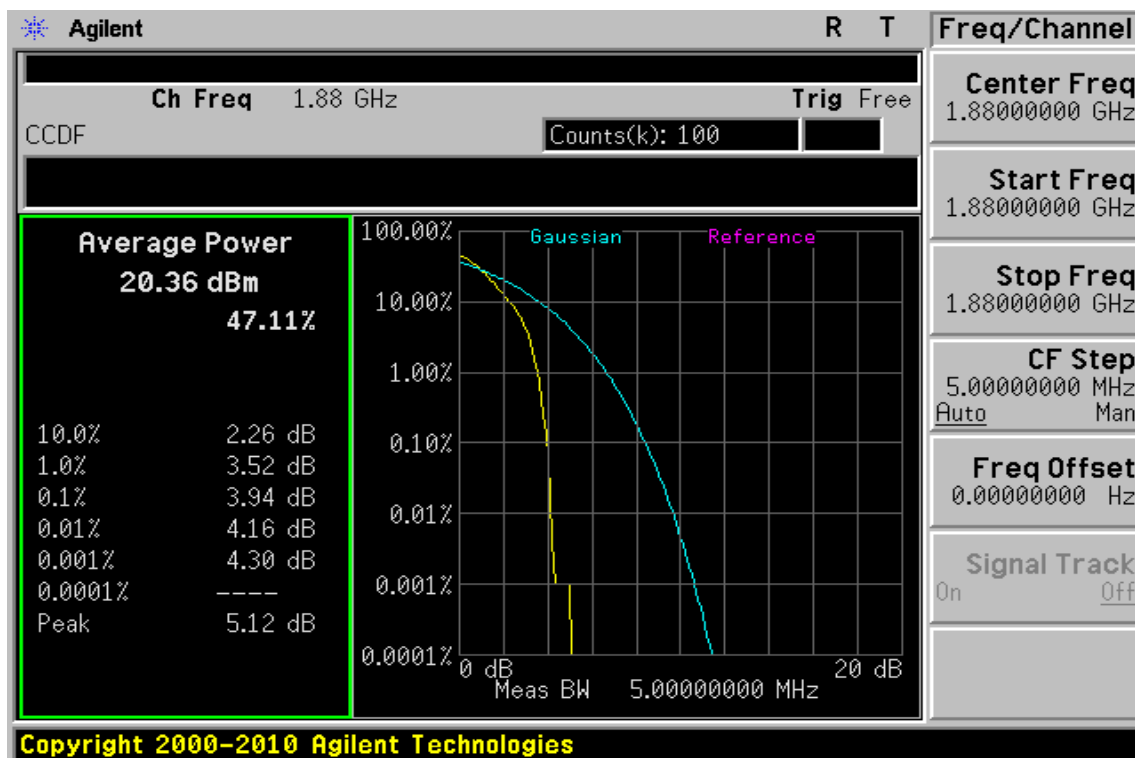 Agilent R T Freq/Channel
Ch Freq 1.88 GHz Trig Free
CCDF Counts(k): 100
Center Freq
1.88000000 GHz
Start Freq
1.88000000 GHz
Stop Freq
1.88000000 GHz
CF Step
5.00000000 MHz
Auto Man
Freq Offset
0.00000000 Hz
Signal Track
On Off
Average Power
20.36 dBm
47.11%
10.0% 2.26 dB
1.0% 3.52 dB
0.1% 3.94 dB
0.01% 4.16 dB
0.001% 4.30 dB
0.0001% ----
Peak 5.12 dB
Gaussian Reference
100.00%
10.00%
1.00%
0.10%
0.01%
0.001%
0.0001%
0 dB 20 dB
Meas BW 5.00000000 MHz
Copyright 2000-2010 Agilent Technologies